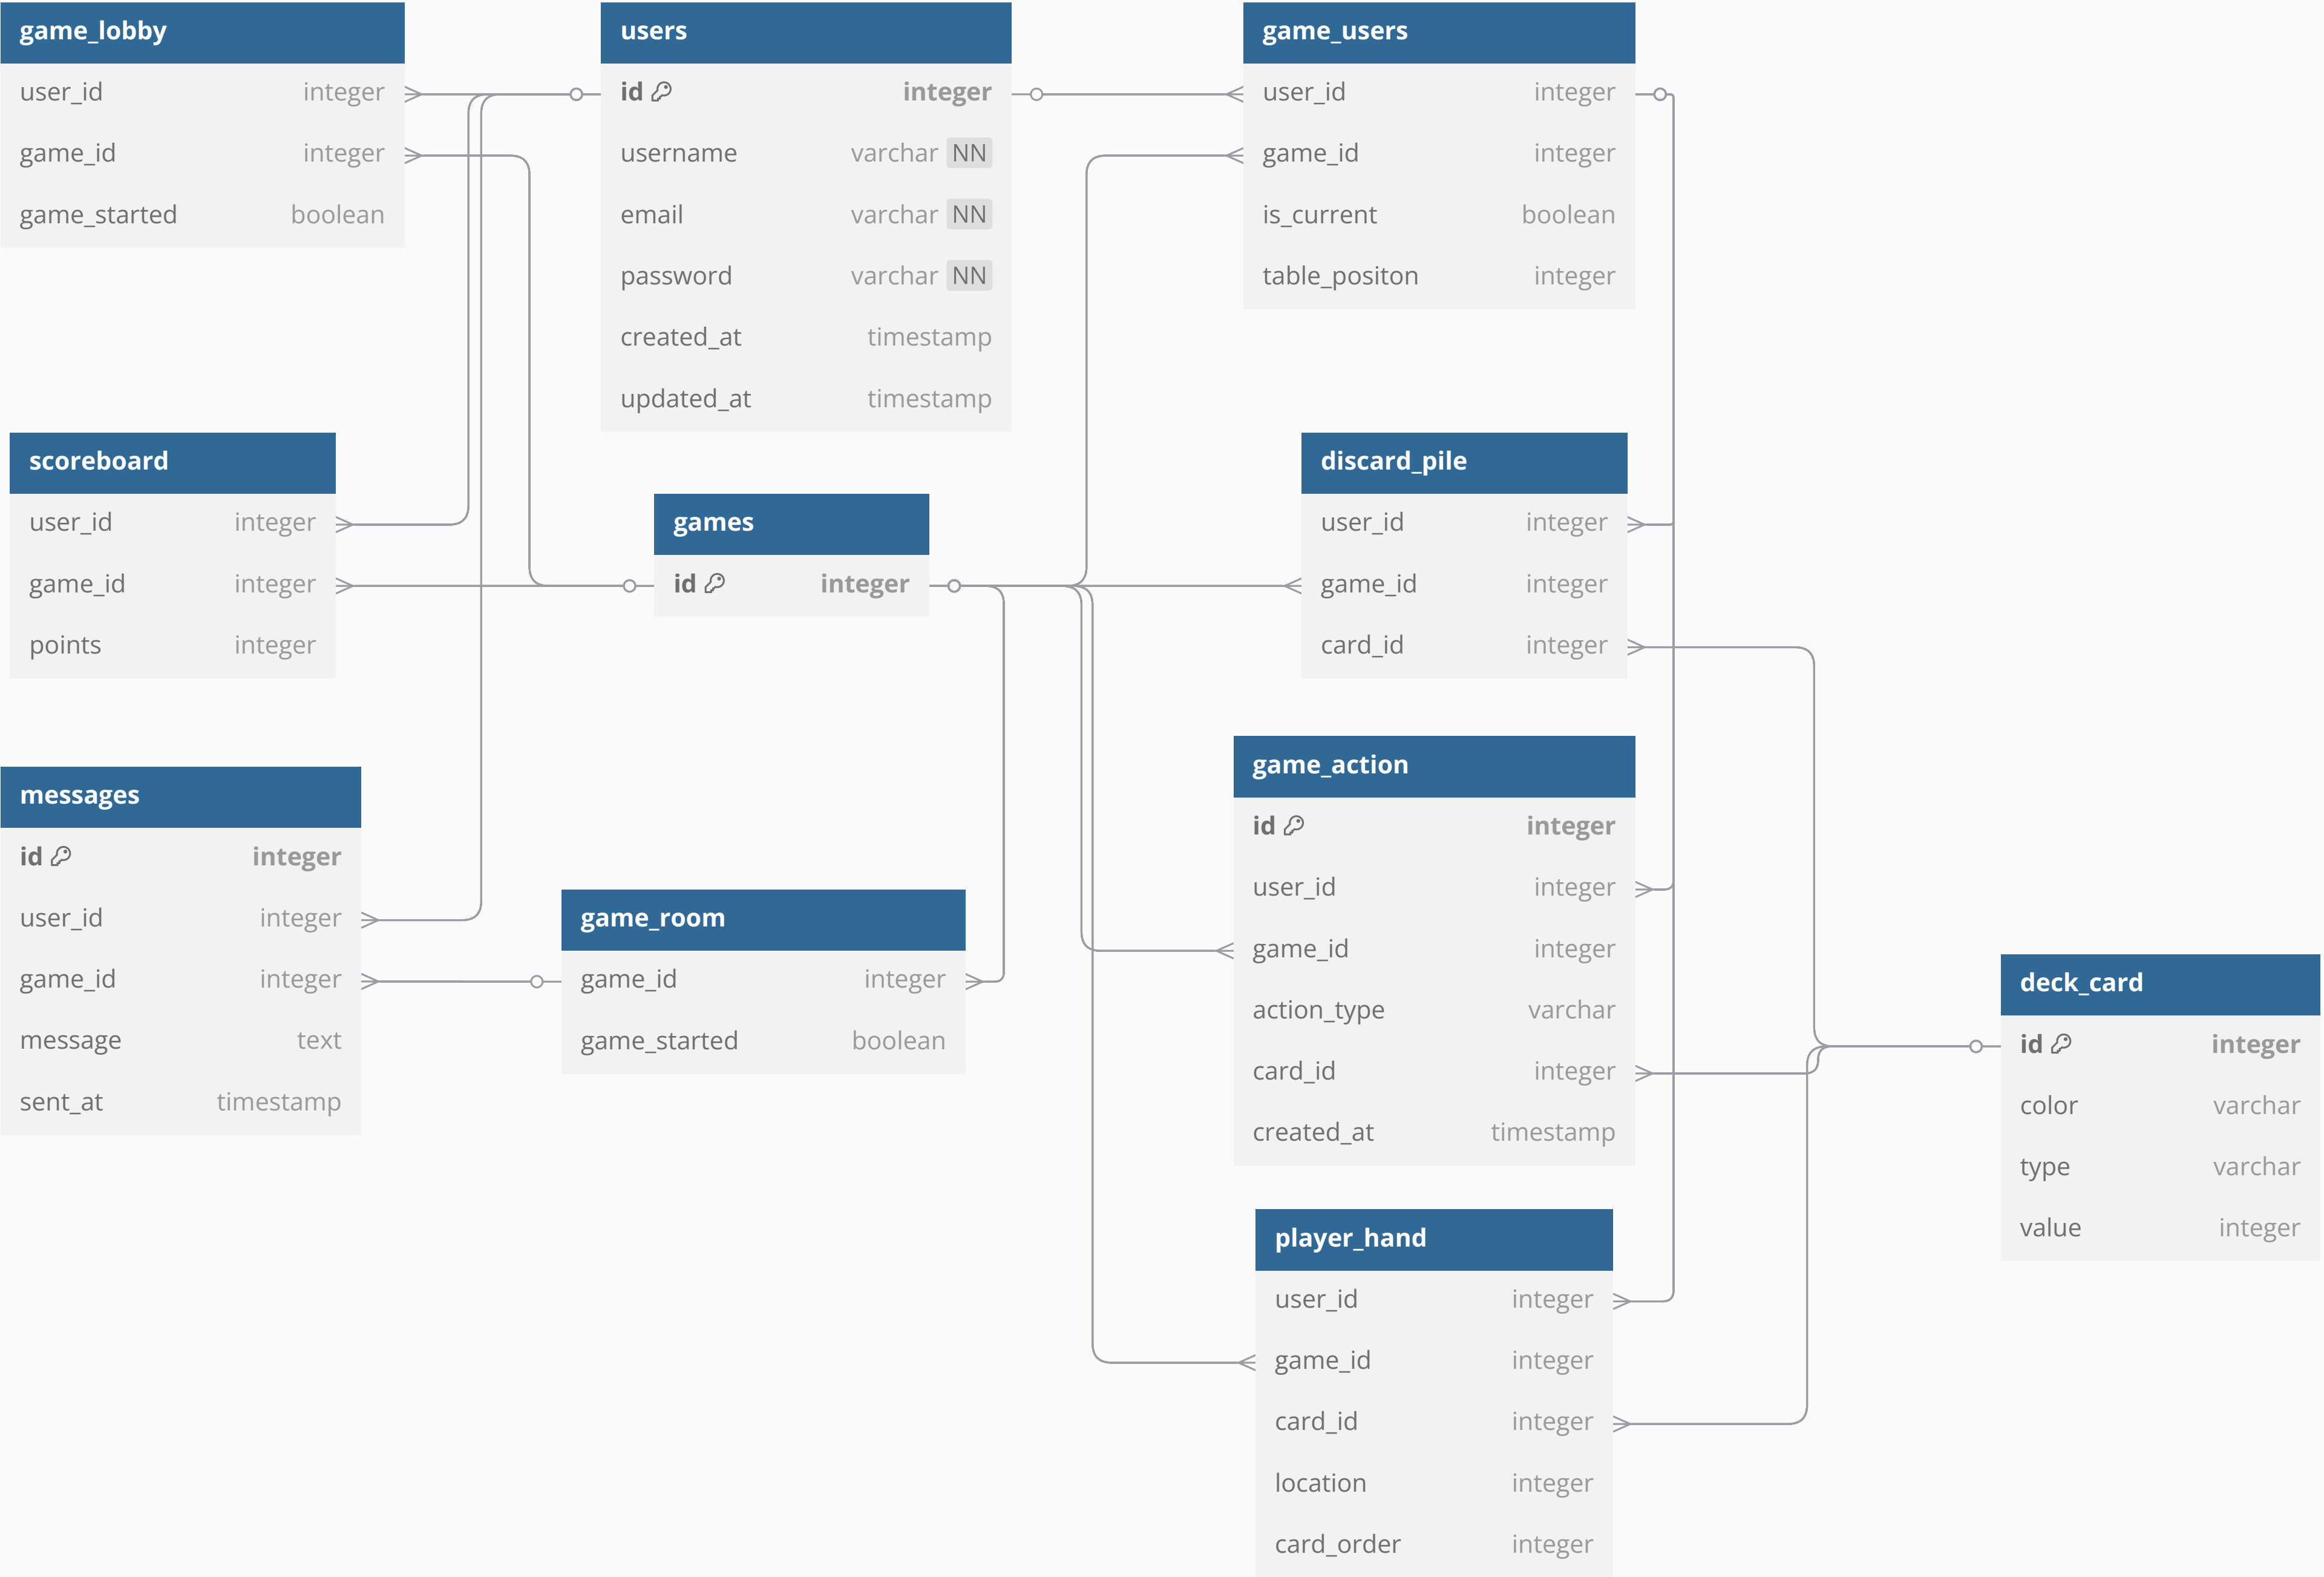 game_lobby
user_id integer
game_id integer
game_started boolean
users
id integer
username varchar NN
email varchar NN
password varchar NN
created_at timestamp
updated_at timestamp
game_users
user_id integer
game_id integer
is_current boolean
table_positon integer
scoreboard
user_id integer
game_id integer
points integer
games
id integer
discard_pile
user_id integer
game_id integer
card_id integer
messages
id integer
user_id integer
game_id integer
message text
sent_at timestamp
game_room
game_id integer
game_started boolean
game_action
id integer
user_id integer
game_id integer
action_type varchar
card_id integer
created_at timestamp
deck_card
id integer
color varchar
type varchar
value integer
player_hand
user_id integer
game_id integer
card_id integer
location integer
card_order integer